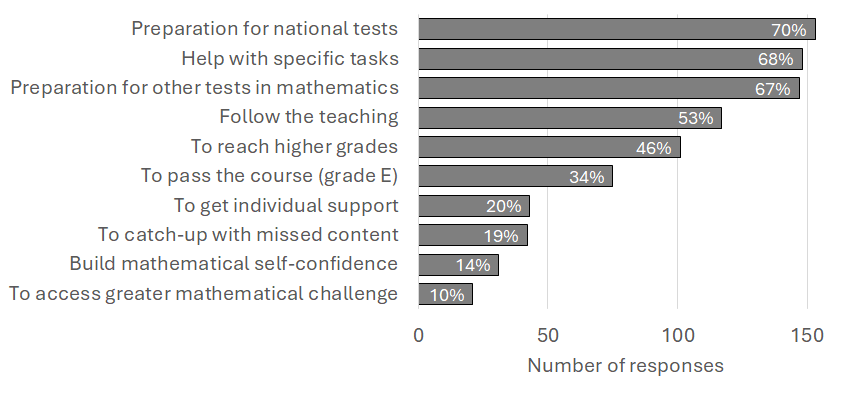 Preparation for national tests 70%
Help with specific tasks 68%
Preparation for other tests in mathematics 67%
Follow the teaching 53%
To reach higher grades 46%
To pass the course (grade E) 34%
To get individual support 20%
To catch-up with missed content 19%
Build mathematical self-confidence 14%
To access greater mathematical challenge 10%
0 50 100 150
Number of responses